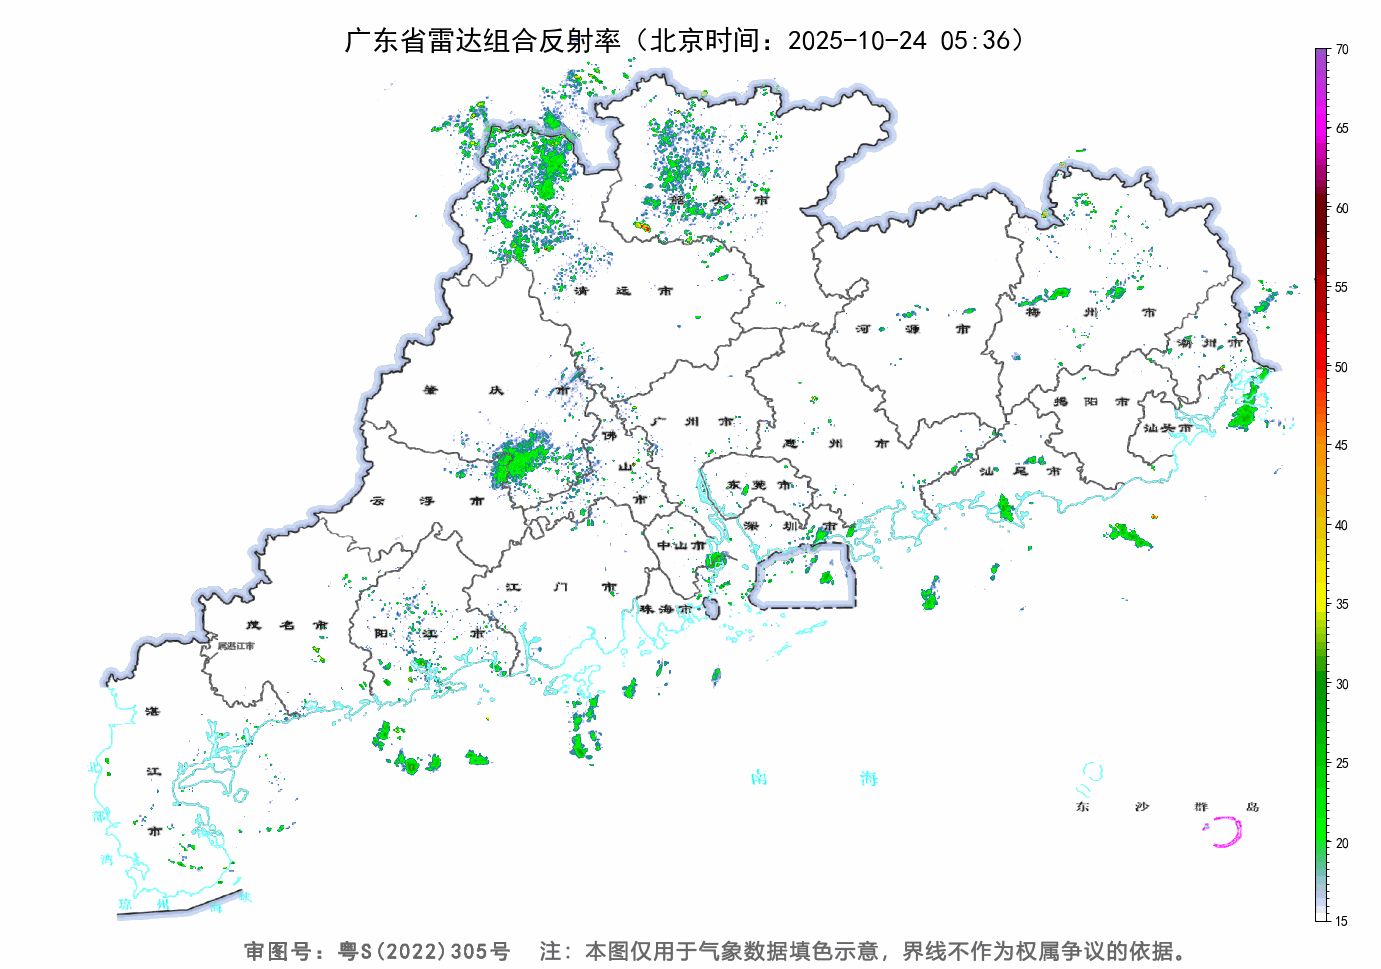 广东省雷达组合反射率（北京时间：2025-10-24 05:36）
70
65
60
55
50
45
40
35
30
25
20
15
韶关市
清远市
河源市
梅州市
潮州市
肇庆市
广州市
惠州市
揭阳市
汕头市
佛山市
云浮市
东莞市
汕尾市
深圳市
中山市
江门市
珠海市
茂名市
阳江市
属湛江市
湛江市
北部湾
南海
东沙群岛
琼州海峡
审图号：粤S(2022)305号 注：本图仅用于气象数据填色示意，界线不作为权属争议的依据。